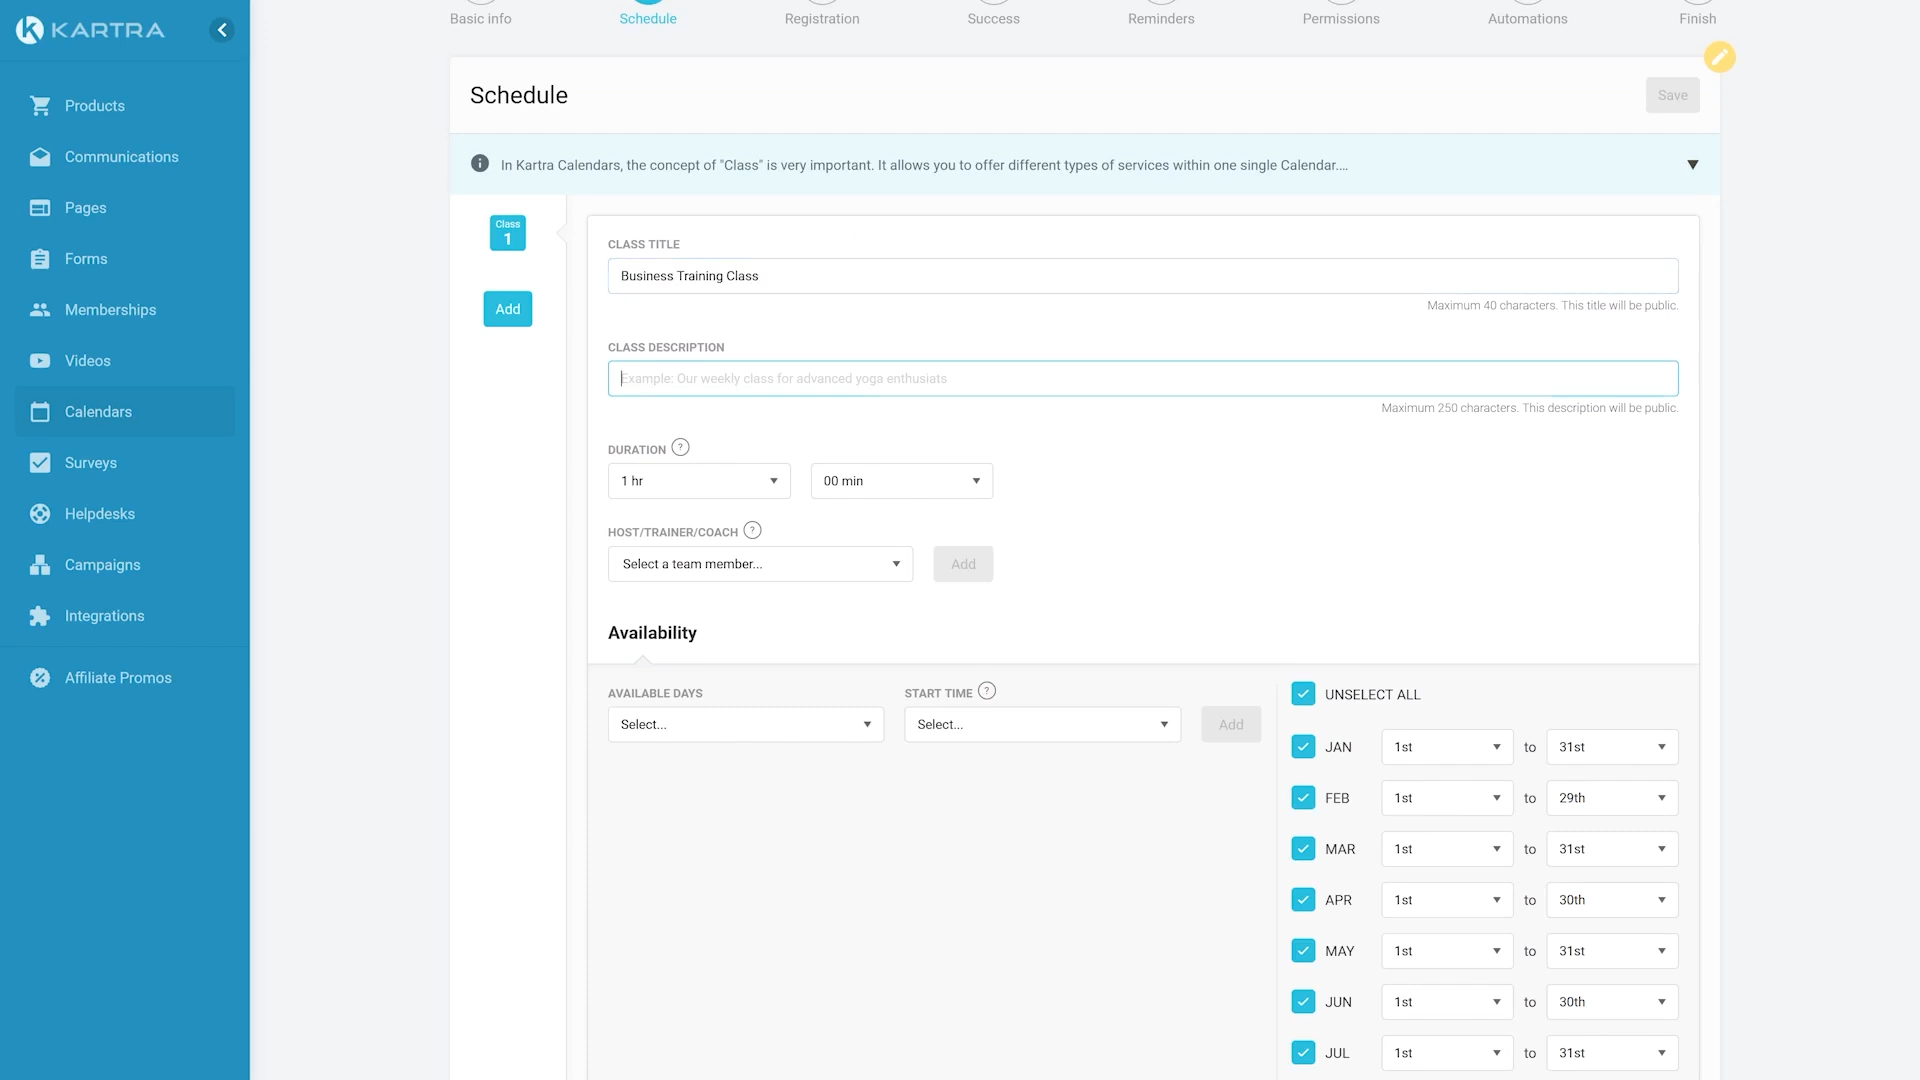 KARTRA
Products
Communications
Pages
Forms
Memberships
Videos
Calendars
Surveys
Helpdesks
Campaigns
Integrations
Affiliate Promos
Basic info Schedule Registration Success Reminders Permissions Automations Finish
Schedule
Save
In Kartra Calendars, the concept of "Class" is very important. It allows you to offer different types of services within one single Calendar....
Class
1
Add
CLASS TITLE
Business Training Class
Maximum 40 characters. This title will be public.
CLASS DESCRIPTION
Example: Our weekly class for advanced yoga enthusiats
Maximum 250 characters. This description will be public.
DURATION ?
1 hr 00 min
HOST/TRAINER/COACH ?
Select a team member... Add
Availability
AVAILABLE DAYS START TIME ?
Select... Select... Add
UNSELECT ALL
JAN 1st to 31st
FEB 1st to 29th
MAR 1st to 31st
APR 1st to 30th
MAY 1st to 31st
JUN 1st to 30th
JUL 1st to 31st